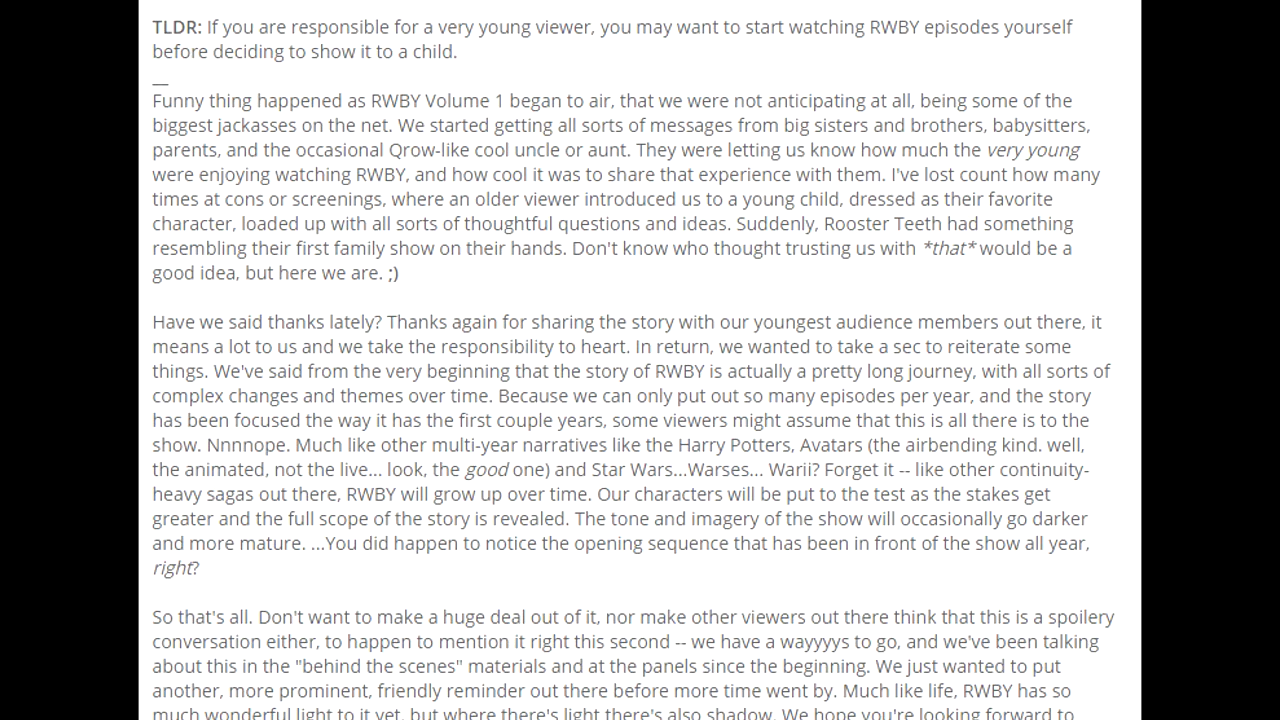 TLDR: If you are responsible for a very young viewer, you may want to start watching RWBY episodes yourself
before deciding to show it to a child.
__
Funny thing happened as RWBY Volume 1 began to air, that we were not anticipating at all, being some of the
biggest jackasses on the net. We started getting all sorts of messages from big sisters and brothers, babysitters,
parents, and the occasional Qrow-like cool uncle or aunt. They were letting us know how much the very young
were enjoying watching RWBY, and how cool it was to share that experience with them. I've lost count how many
times at cons or screenings, where an older viewer introduced us to a young child, dressed as their favorite
character, loaded up with all sorts of thoughtful questions and ideas. Suddenly, Rooster Teeth had something
resembling their first family show on their hands. Don't know who thought trusting us with *that* would be a
good idea, but here we are. ;)
Have we said thanks lately? Thanks again for sharing the story with our youngest audience members out there, it
means a lot to us and we take the responsibility to heart. In return, we wanted to take a sec to reiterate some
things. We've said from the very beginning that the story of RWBY is actually a pretty long journey, with all sorts of
complex changes and themes over time. Because we can only put out so many episodes per year, and the story
has been focused the way it has the first couple years, some viewers might assume that this is all there is to the
show. Nnnnope. Much like other multi-year narratives like the Harry Potters, Avatars (the airbending kind. well,
the animated, not the live... look, the good one) and Star Wars...Warses... Warii? Forget it -- like other continuity-
heavy sagas out there, RWBY will grow up over time. Our characters will be put to the test as the stakes get
greater and the full scope of the story is revealed. The tone and imagery of the show will occasionally go darker
and more mature. ...You did happen to notice the opening sequence that has been in front of the show all year,
right?
So that's all. Don't want to make a huge deal out of it, nor make other viewers out there think that this is a spoilery
conversation either, to happen to mention it right this second -- we have a wayyyys to go, and we've been talking
about this in the "behind the scenes" materials and at the panels since the beginning. We just wanted to put
another, more prominent, friendly reminder out there before more time went by. Much like life, RWBY has so
much wonderful light to it yet, but where there's light there's also shadow. We hope you're looking forward to